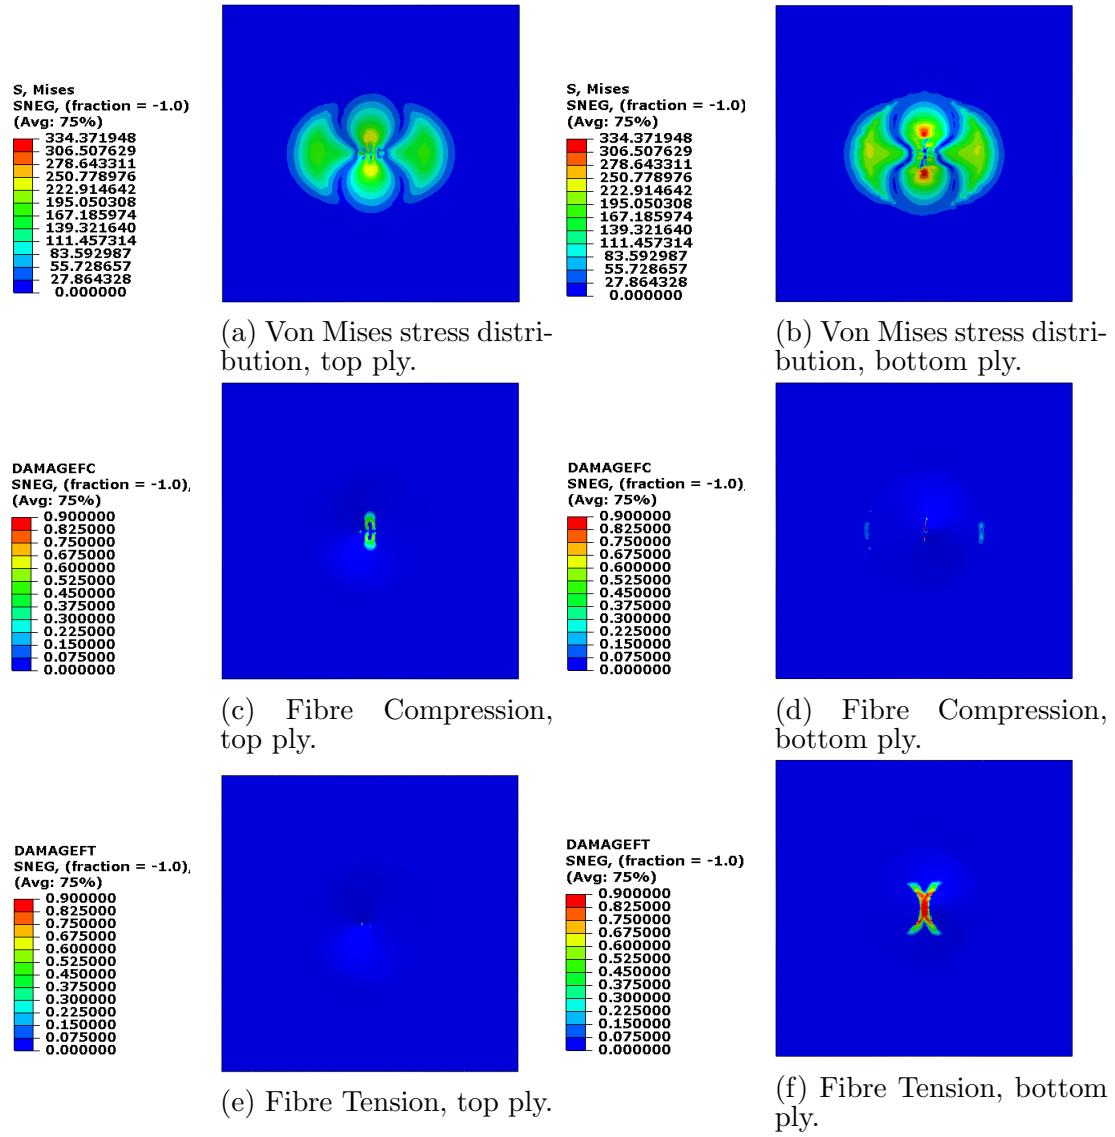 S, Mises
SNEG, (fraction = -1.0)
(Avg: 75%)
334.371948
306.507629
278.643311
250.778976
222.914642
195.050308
167.185974
139.321640
111.457314
83.592987
55.728657
27.864328
0.000000
S, Mises
SNEG, (fraction = -1.0)
(Avg: 75%)
334.371948
306.507629
278.643311
250.778976
222.914642
195.050308
167.185974
139.321640
111.457314
83.592987
55.728657
27.864328
0.000000
(a) Von Mises stress distri-
bution, top ply.
(b) Von Mises stress distri-
bution, bottom ply.
DAMAGEFC
SNEG, (fraction = -1.0),
(Avg: 75%)
0.900000
0.825000
0.750000
0.675000
0.600000
0.525000
0.450000
0.375000
0.300000
0.225000
0.150000
0.075000
0.000000
DAMAGEFC
SNEG, (fraction = -1.0),
(Avg: 75%)
0.900000
0.825000
0.750000
0.675000
0.600000
0.525000
0.450000
0.375000
0.300000
0.225000
0.150000
0.075000
0.000000
(c) Fibre Compression,
top ply.
(d) Fibre Compression,
bottom ply.
DAMAGEFT
SNEG, (fraction = -1.0),
(Avg: 75%)
0.900000
0.825000
0.750000
0.675000
0.600000
0.525000
0.450000
0.375000
0.300000
0.225000
0.150000
0.075000
0.000000
DAMAGEFT
SNEG, (fraction = -1.0)
(Avg: 75%)
0.900000
0.825000
0.750000
0.675000
0.600000
0.525000
0.450000
0.375000
0.300000
0.225000
0.150000
0.075000
0.000000
(e) Fibre Tension, top ply.
(f) Fibre Tension, bottom
ply.